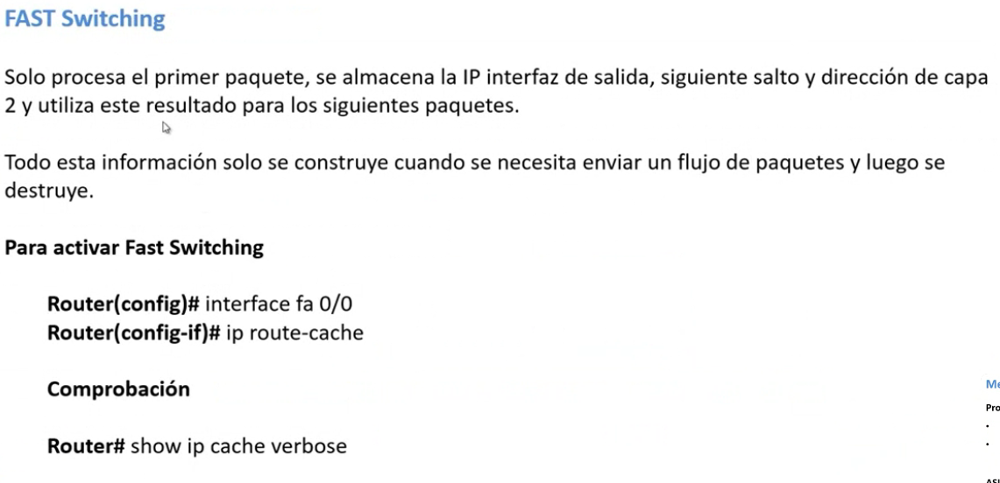 FAST Switching
Solo procesa el primer paquete, se almacena la IP interfaz de salida, siguiente salto y dirección de capa
2 y utiliza este resultado para los siguientes paquetes.
Todo esta información solo se construye cuando se necesita enviar un flujo de paquetes y luego se
destruye.
Para activar Fast Switching
Router(config)# interface fa 0/0
Router(config-if)# ip route-cache
Comprobación
Router# show ip cache verbose